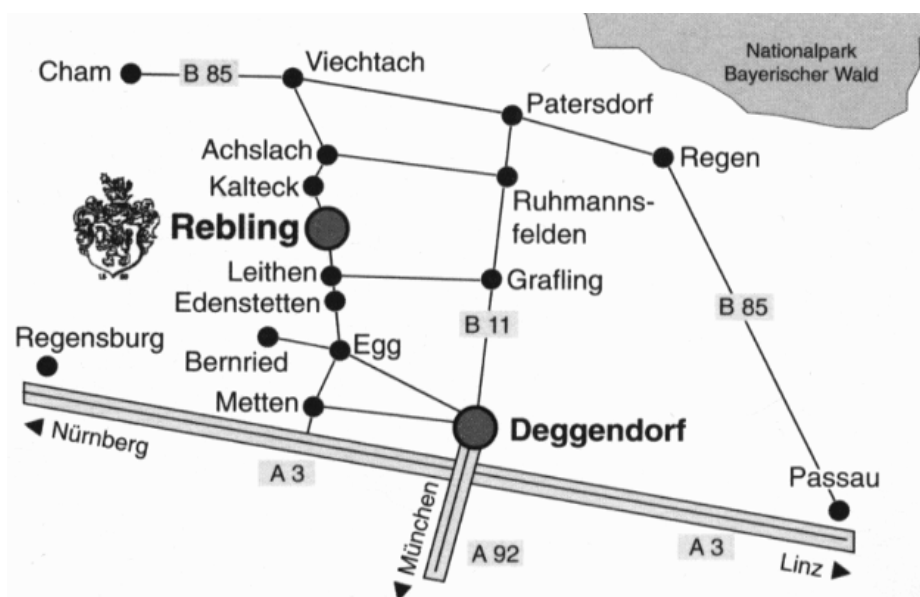 Nationalpark
Bayerischer Wald
Cham
B 85
Viechtach
Patersdorf
Regen
Achslach
Kalteck
Ruhmanns-
felden
Rebling
Leithen
Grafling
Edenstetten
B 11
B 85
Regensburg
Bernried
Egg
Metten
Deggendorf
Nürnberg
A 3
Passau
München
A 92
A 3
Linz